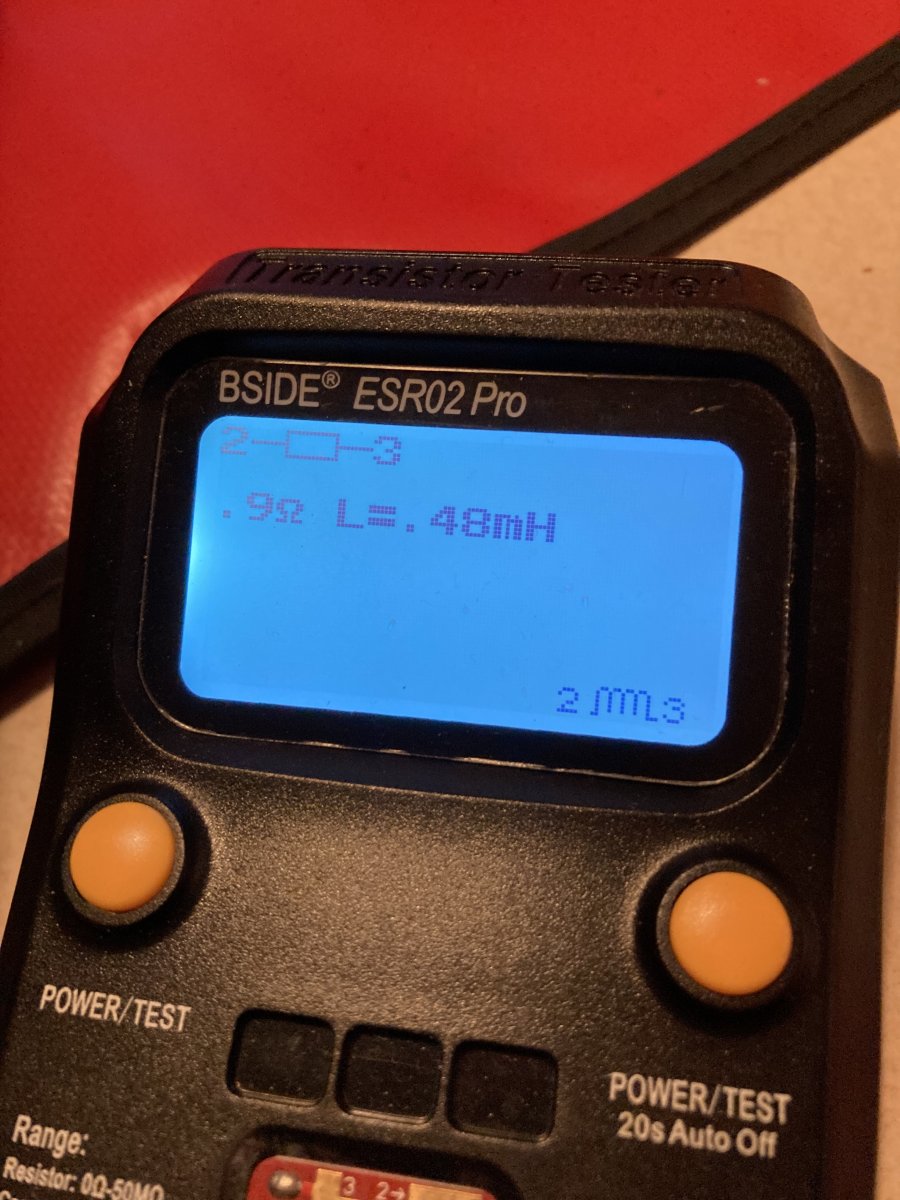 Transistor Tester
BSIDE® ESR02 Pro
2 3
.9Ω L=.48mH
2 3
POWER/TEST
POWER/TEST
20s Auto Off
Range:
Resistor: 0Ω-50MΩ
3 2→